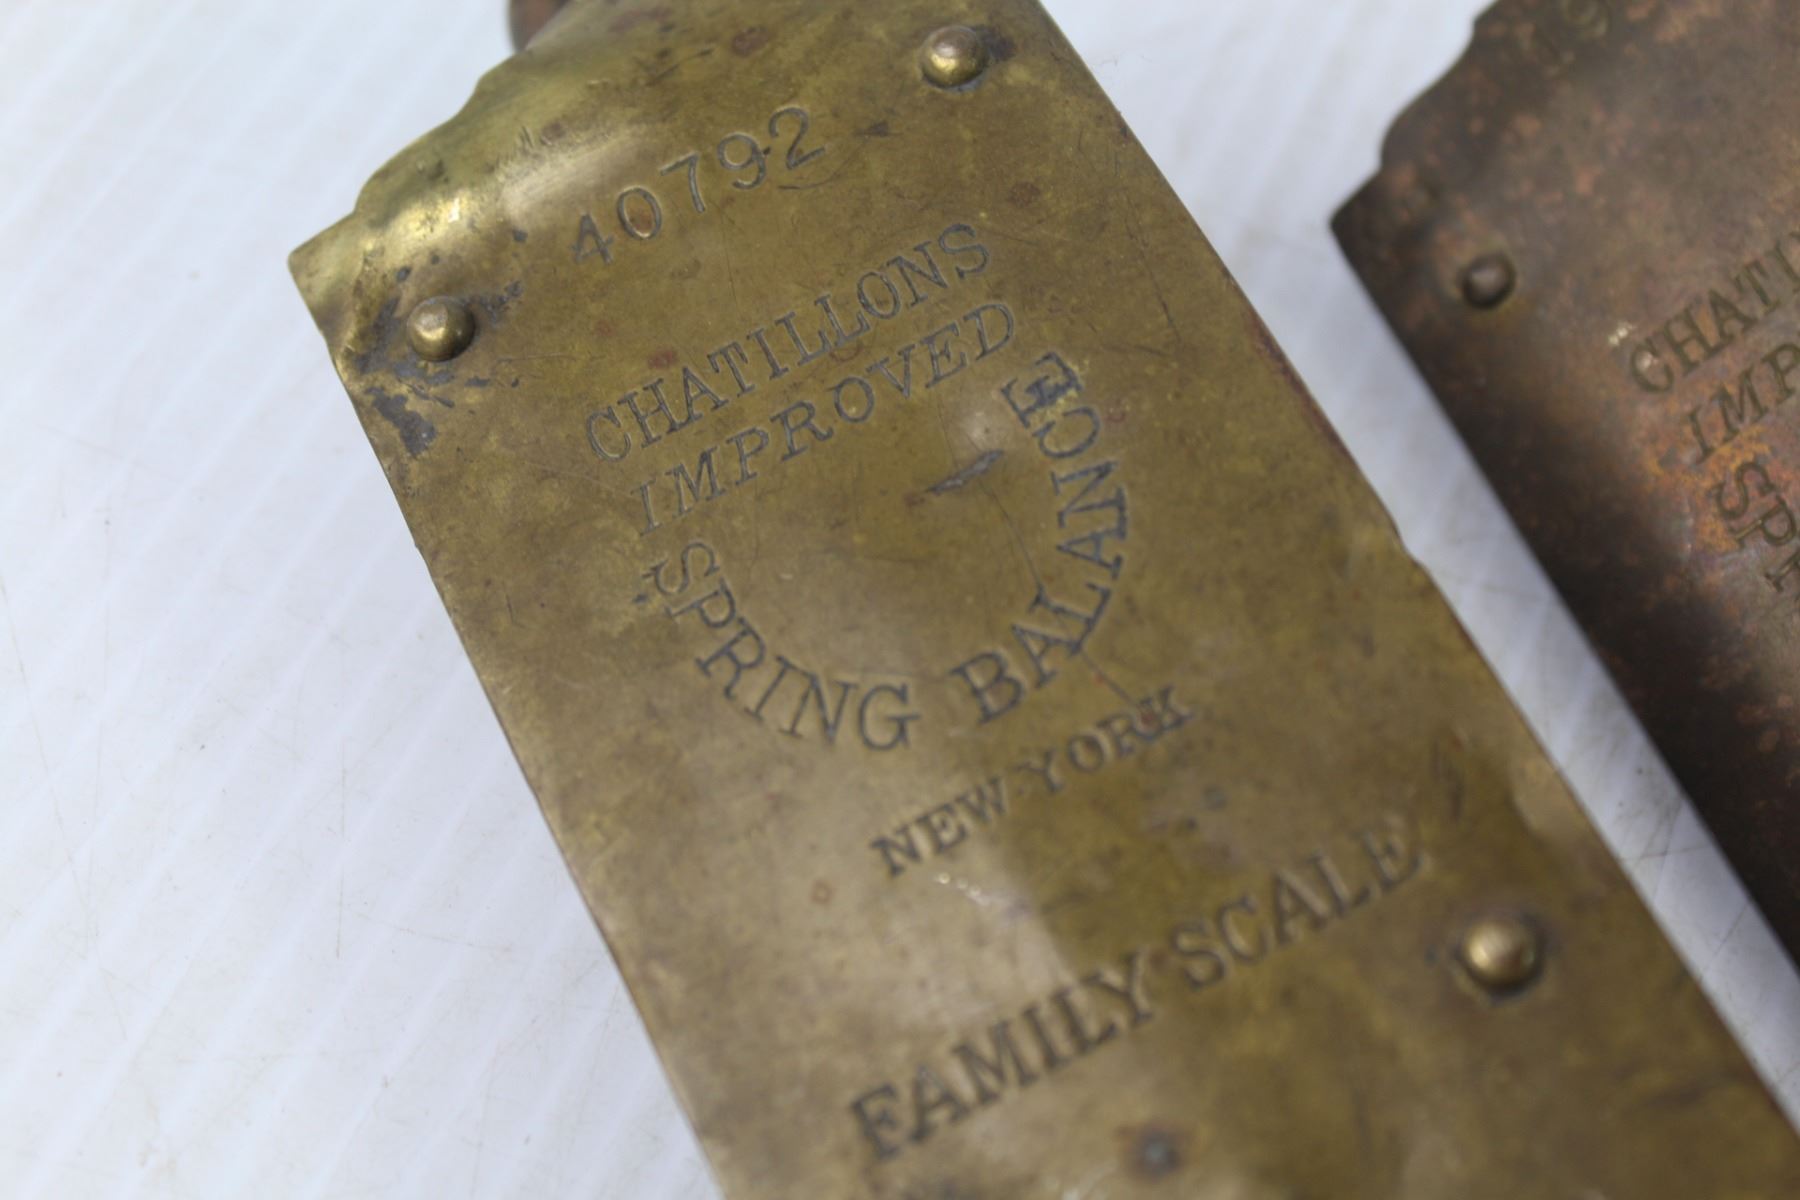 40792
CHATILLONS
IMPROVED
SPRING BALANCE
NEW-YORK
FAMILY SCALE